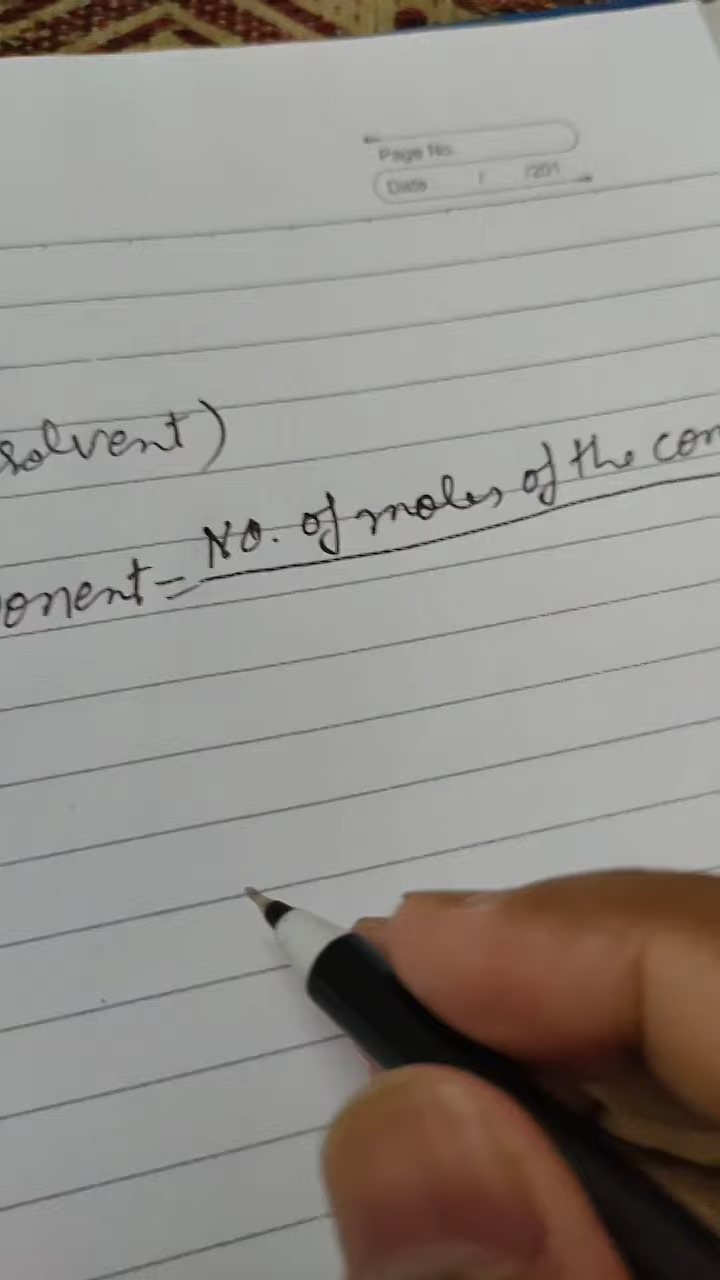 Page No.
Date / /201
solvent)
onent = No. of moles of the con